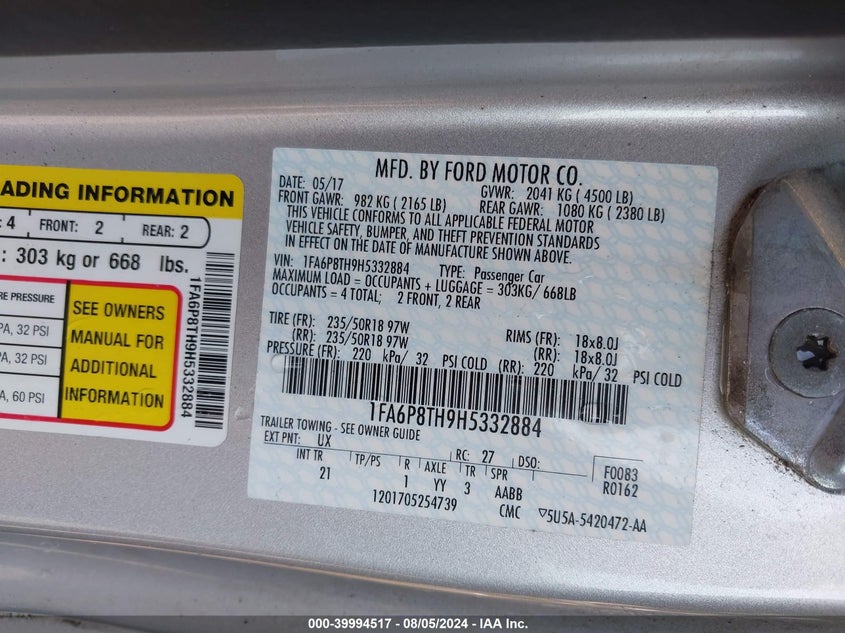 ADING INFORMATION
4 FRONT: 2 REAR: 2
: 303 kg or 668 lbs.
RE PRESSURE
PA, 32 PSI
PA, 32 PSI
A, 60 PSI
SEE OWNERS
MANUAL FOR
ADDITIONAL
INFORMATION
1FA6P8TH9H5332884
MFD. BY FORD MOTOR CO.
DATE: 05/17 GVWR: 2041 KG ( 4500 LB)
FRONT GAWR: 982 KG ( 2165 LB) REAR GAWR: 1080 KG ( 2380 LB)
THIS VEHICLE CONFORMS TO ALL APPLICABLE FEDERAL MOTOR
VEHICLE SAFETY, BUMPER, AND THEFT PREVENTION STANDARDS
IN EFFECT ON THE DATE OF MANUFACTURE SHOWN ABOVE.
VIN: 1FA6P8TH9H5332884 TYPE: Passenger Car
MAXIMUM LOAD = OCCUPANTS + LUGGAGE = 303KG/ 668LB
OCCUPANTS = 4 TOTAL; 2 FRONT, 2 REAR
TIRE (FR): 235/50R18 97W RIMS (FR): 18x8.0J
(RR): 235/50R18 97W (RR): 18x8.0J
PRESSURE (FR): 220 kPa/ 32 PSI COLD (RR): 220 kPa/ 32 PSI COLD
1FA6P8TH9H5332884
TRAILER TOWING - SEE OWNER GUIDE
EXT PNT: UX RC: 27 DSO: F0083
R0162
INT TR TP/PS R AXLE TR SPR
21 1 YY 3 AABB
1201705254739 CMC ▽5U5A-5420472-AA
000-39994517 - 08/05/2024 - IAA Inc.